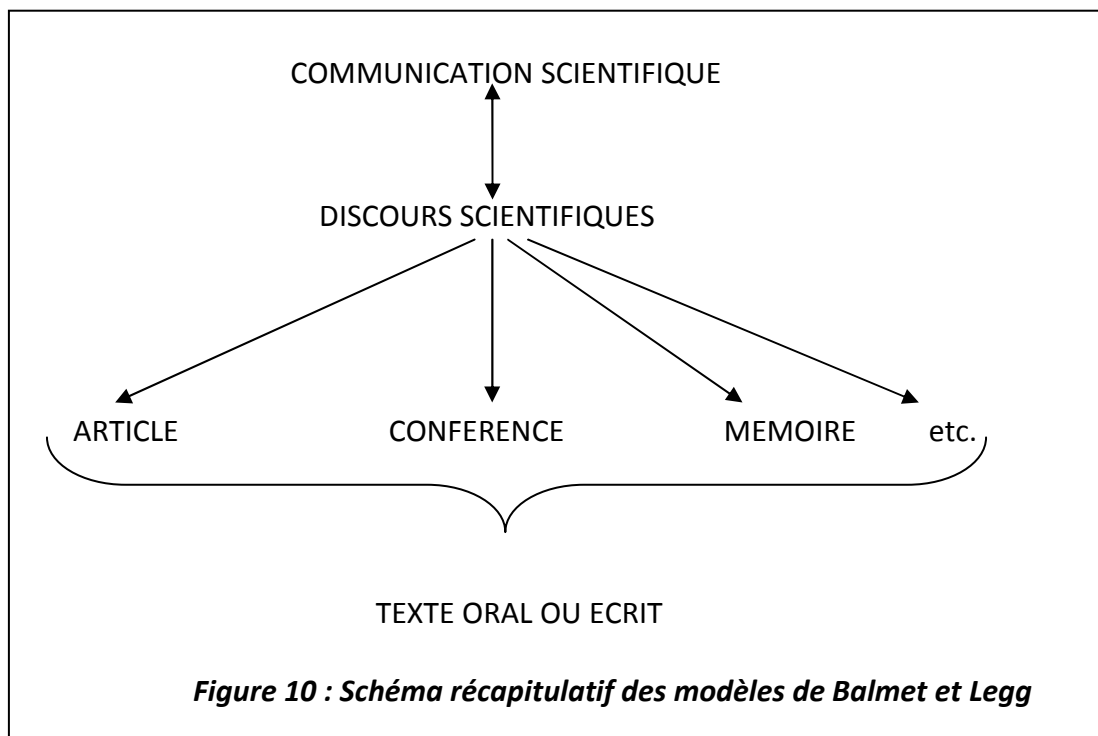 COMMUNICATION SCIENTIFIQUE
DISCOURS SCIENTIFIQUES
ARTICLE CONFERENCE MEMOIRE etc.
TEXTE ORAL OU ECRIT
Figure 10 : Schéma récapitulatif des modèles de Balmet et Legg